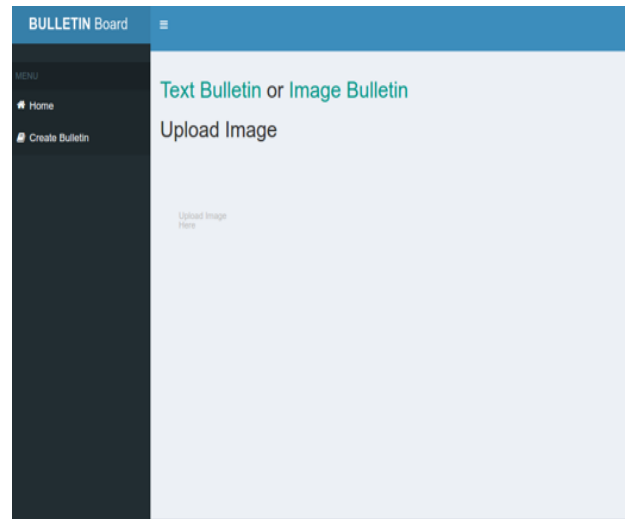 BULLETIN Board
MENU
Home
Create Bulletin
Text Bulletin or Image Bulletin
Upload Image
Upload Image
Here